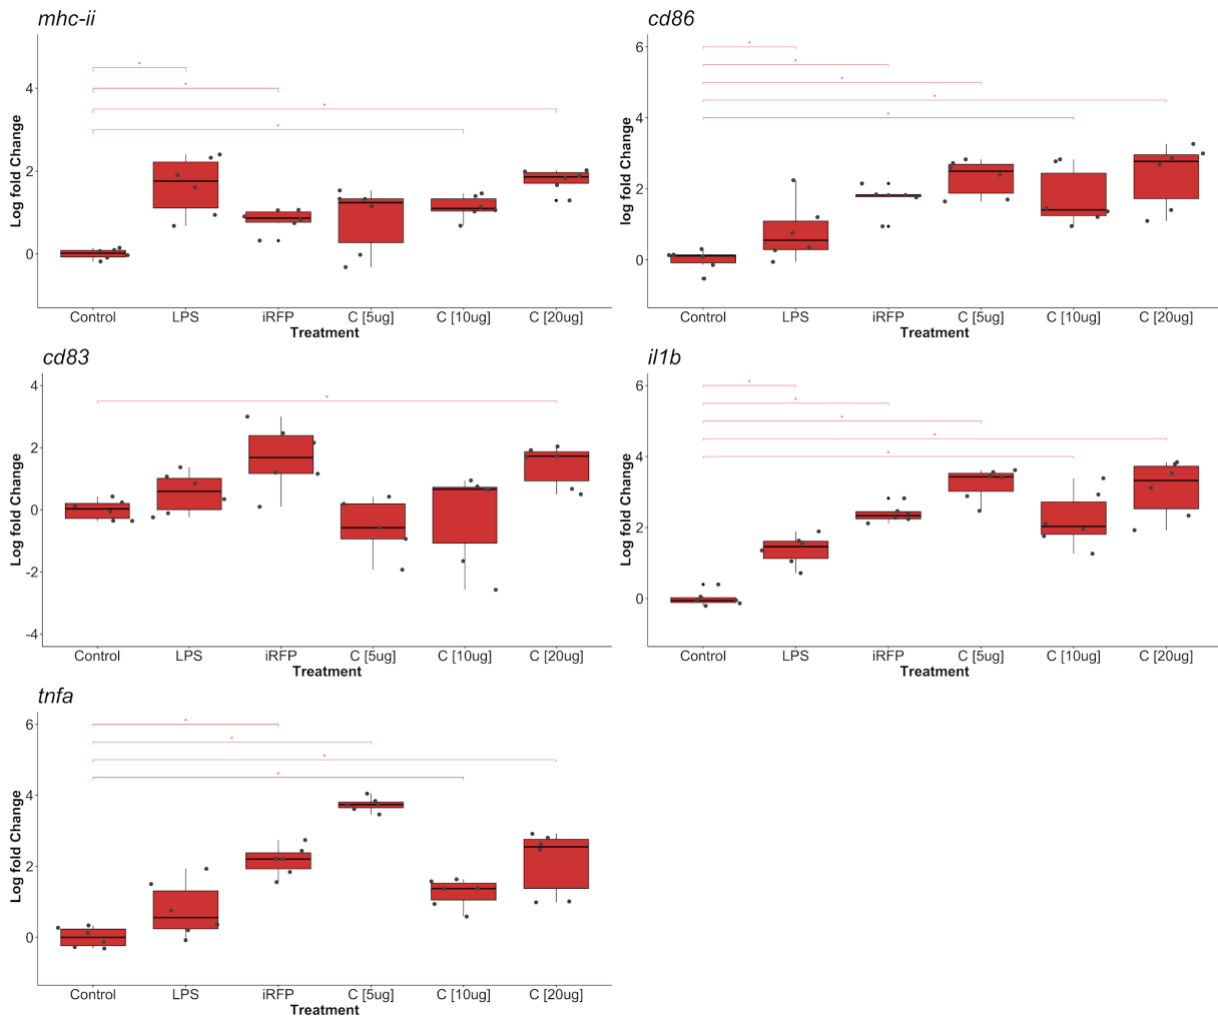 mhc-ii
Log fold Change
4
2
0
* * * *
Control LPS iRFP C [5ug] C [10ug] C [20ug]
Treatment
cd86
log fold Change
6
4
2
0
* * * * *
Control LPS iRFP C [5ug] C [10ug] C [20ug]
Treatment
cd83
Log fold Change
4
2
0
-2
-4
*
Control LPS iRFP C [5ug] C [10ug] C [20ug]
Treatment
il1b
Log fold Change
6
4
2
0
* * * * *
Control LPS iRFP C [5ug] C [10ug] C [20ug]
Treatment
tnfa
Log fold Change
6
4
2
0
* * * *
Control LPS iRFP C [5ug] C [10ug] C [20ug]
Treatment